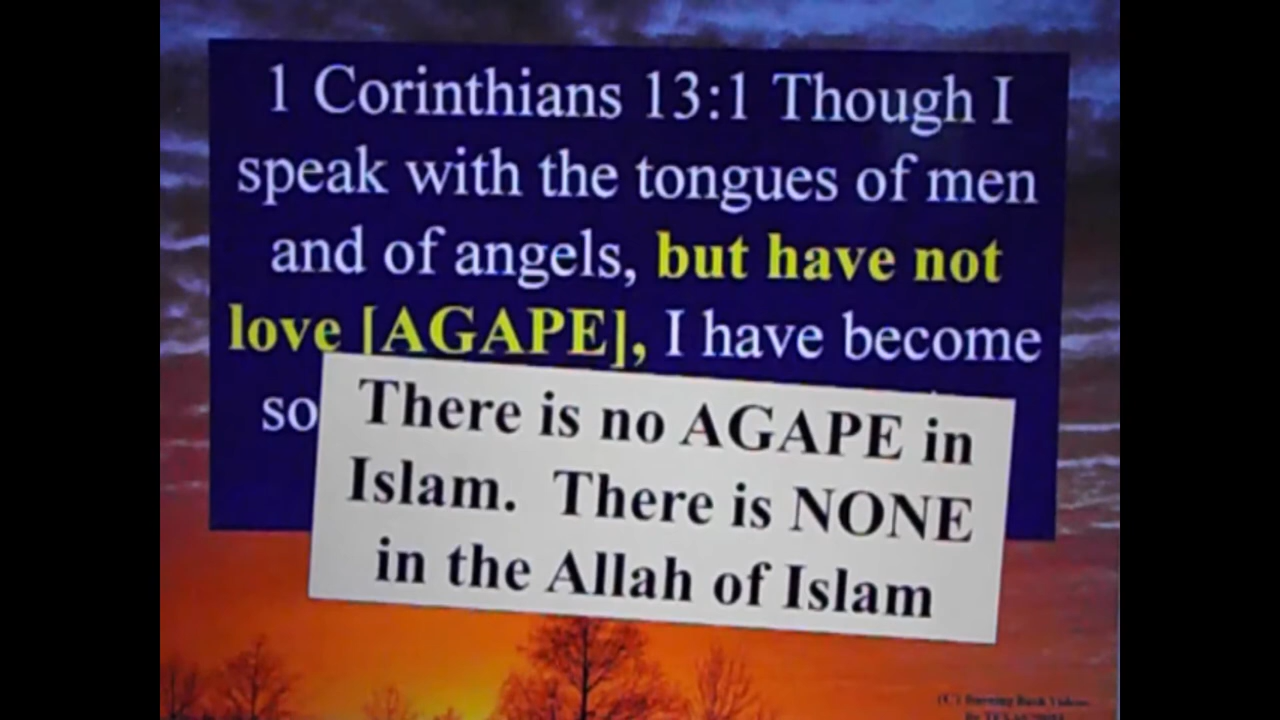 1 Corinthians 13:1 Though I
speak with the tongues of men
and of angels, but have not
love [AGAPE], I have become
so
There is no AGAPE in
Islam. There is NONE
in the Allah of Islam
(C)